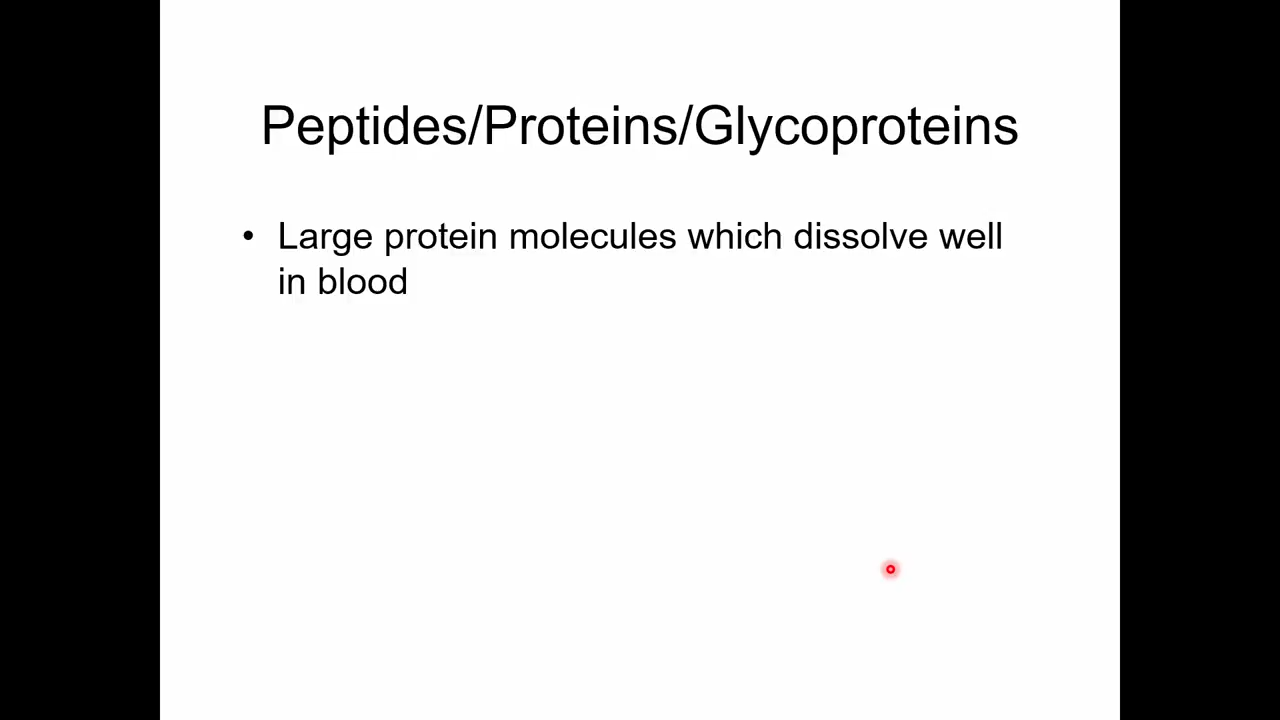 Peptides/Proteins/Glycoproteins
• Large protein molecules which dissolve well
in blood